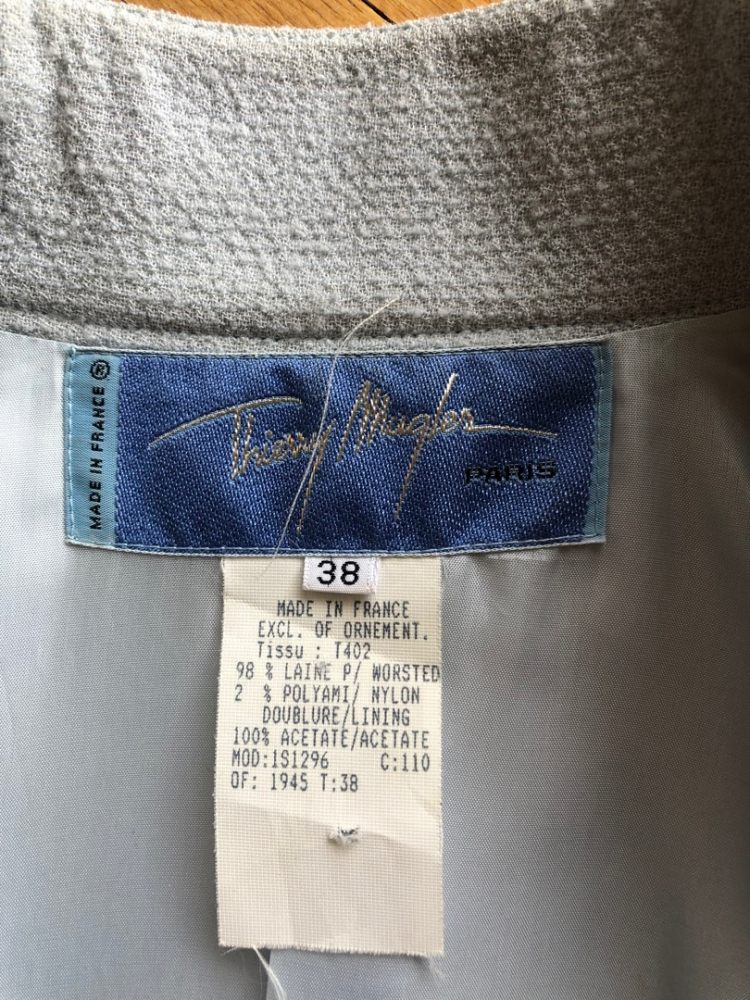 MADE IN FRANCE ®
Thierry Mugler
PARIS
38
MADE IN FRANCE
EXCL. OF ORNEMENT.
Tissu : T402
98 % LAINE P/ WORSTED
2 % POLYAMI/ NYLON
DOUBLURE/LINING
100% ACETATE/ACETATE
MOD:1S1296 C:110
OF: 1945 T:38